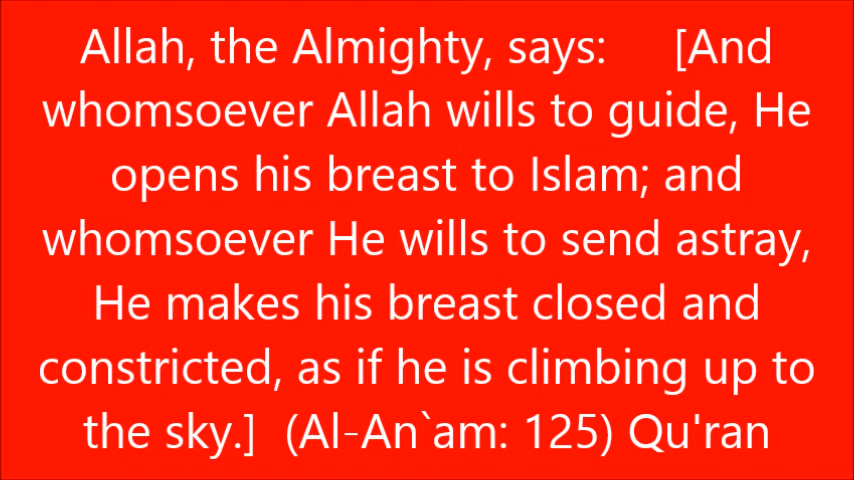 Allah, the Almighty, says: [And
whomsoever Allah wills to guide, He
opens his breast to Islam; and
whomsoever He wills to send astray,
He makes his breast closed and
constricted, as if he is climbing up to
the sky.] (Al-An`am: 125) Qu'ran